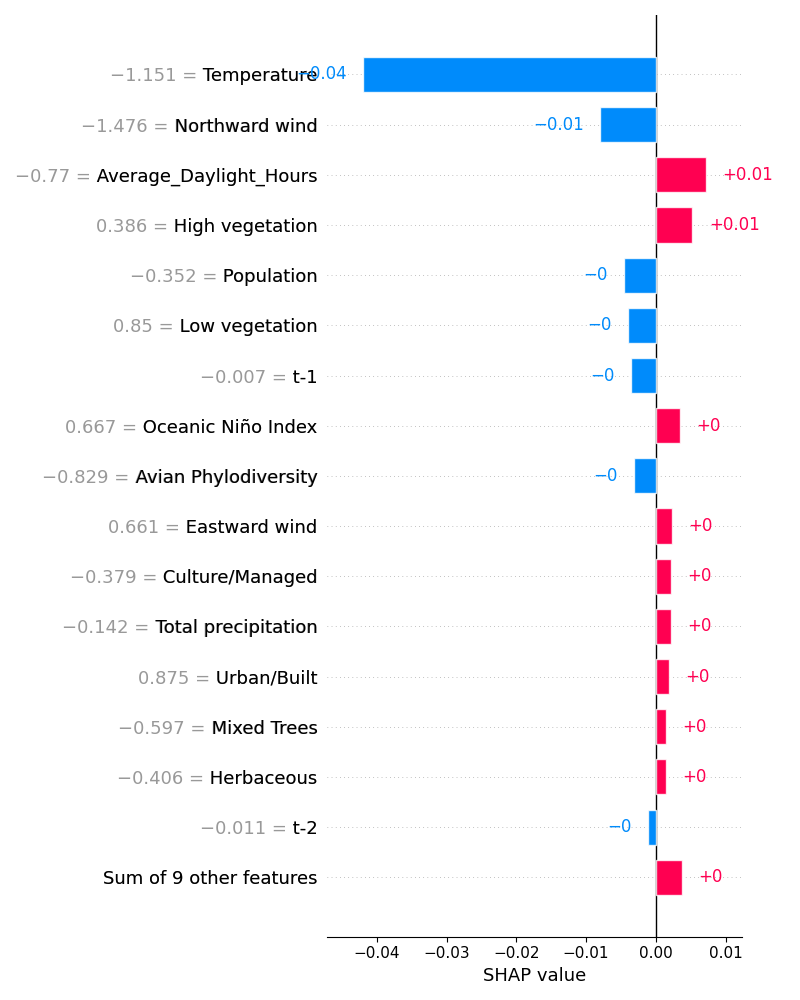 −1.151 = Temperature −0.04
−1.476 = Northward wind −0.01
−0.77 = Average_Daylight_Hours +0.01
0.386 = High vegetation +0.01
−0.352 = Population −0
0.85 = Low vegetation −0
−0.007 = t-1 −0
0.667 = Oceanic Niño Index +0
−0.829 = Avian Phylodiversity −0
0.661 = Eastward wind +0
−0.379 = Culture/Managed +0
−0.142 = Total precipitation +0
0.875 = Urban/Built +0
−0.597 = Mixed Trees +0
−0.406 = Herbaceous +0
−0.011 = t-2 −0
Sum of 9 other features +0
−0.04 −0.03 −0.02 −0.01 0.00 0.01
SHAP value